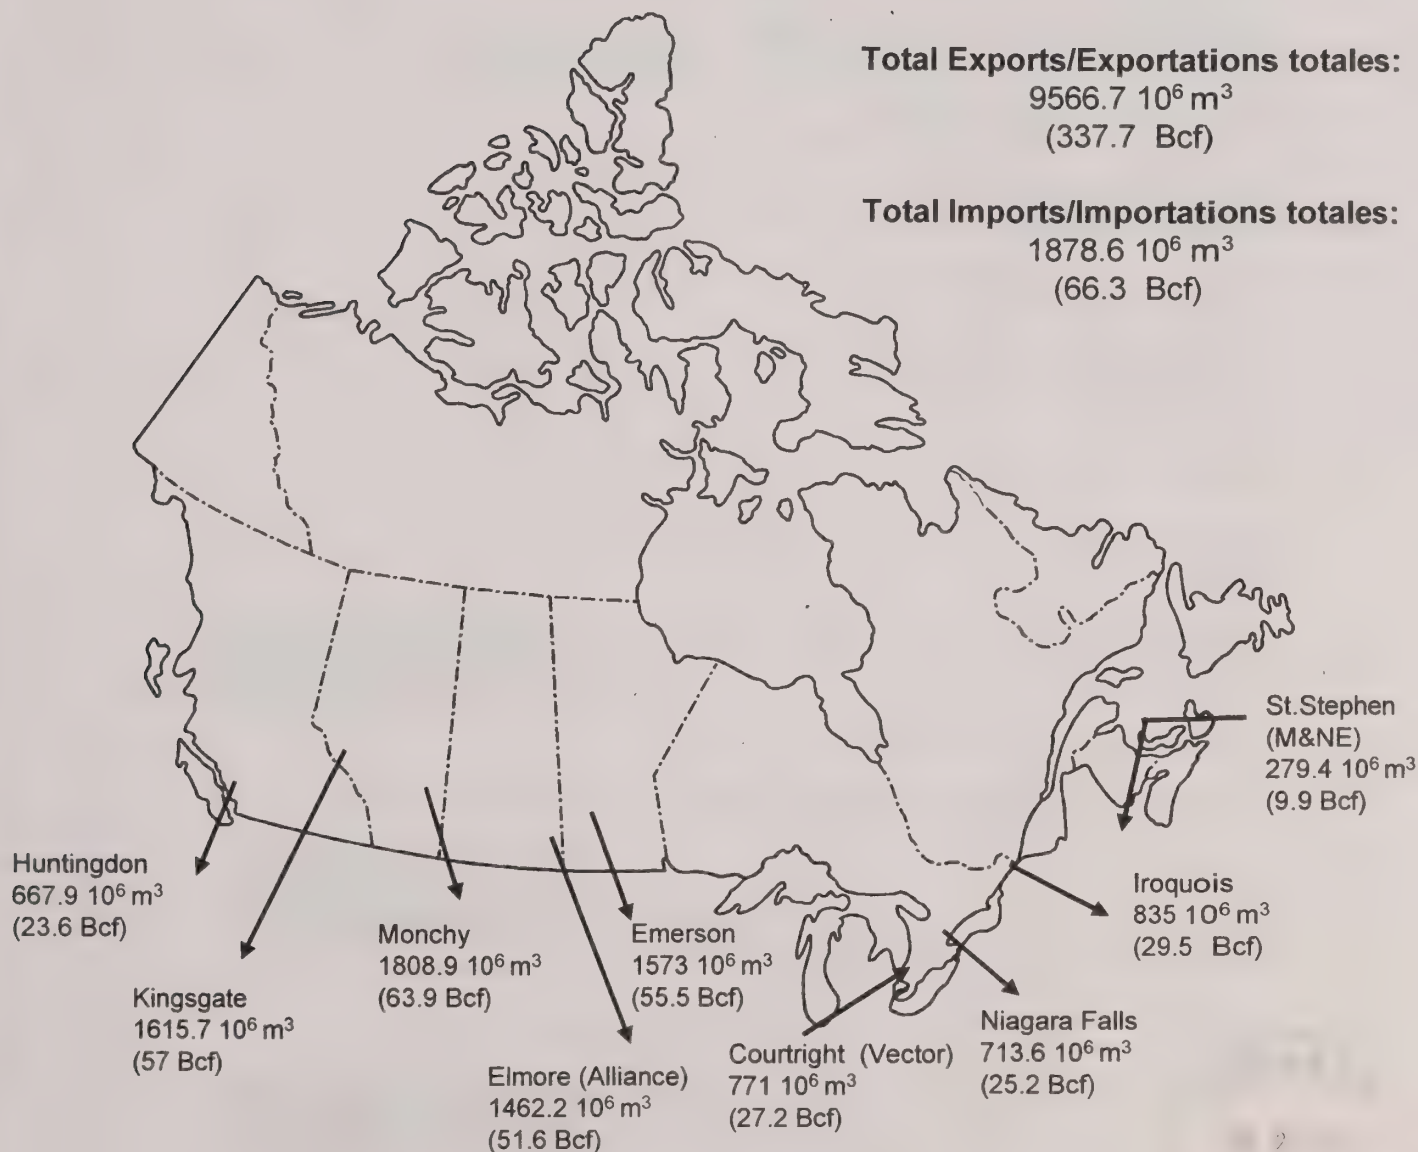 Total Exports/Exportations totales:
9566.7 10⁶ m³
(337.7 Bcf)
Total Imports/Importations totales:
1878.6 10⁶ m³
(66.3 Bcf)
St.Stephen
(M&NE)
279.4 10⁶ m³
(9.9 Bcf)
Huntingdon
667.9 10⁶ m³
(23.6 Bcf)
Iroquois
835 10⁶ m³
(29.5 Bcf)
Monchy
1808.9 10⁶ m³
(63.9 Bcf)
Emerson
1573 10⁶ m³
(55.5 Bcf)
Kingsgate
1615.7 10⁶ m³
(57 Bcf)
Niagara Falls
713.6 10⁶ m³
(25.2 Bcf)
Courtright (Vector)
771 10⁶ m³
(27.2 Bcf)
Elmore (Alliance)
1462.2 10⁶ m³
(51.6 Bcf)